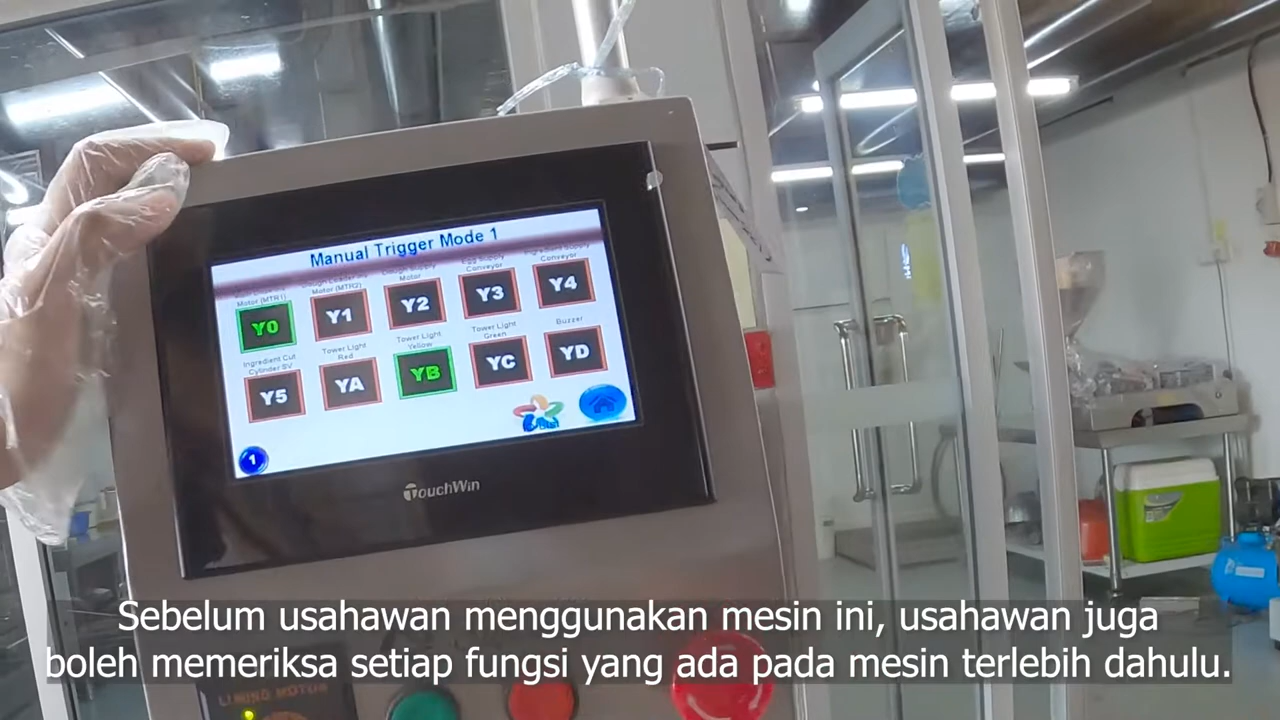 Manual Trigger Mode 1
Motor (MTR1)
Motor (MTR2)
Motor
Conveyor
Conveyor
Y0
Y1
Y2
Y3
Y4
Ingredient Cut
Cylinder SV
Tower Light
Red
Tower Light
Yellow
Tower Light
Green
Buzzer
Y5
YA
YB
YC
YD
1
TouchWin
Sebelum usahawan menggunakan mesin ini, usahawan juga
boleh memeriksa setiap fungsi yang ada pada mesin terlebih dahulu.
MOTOR